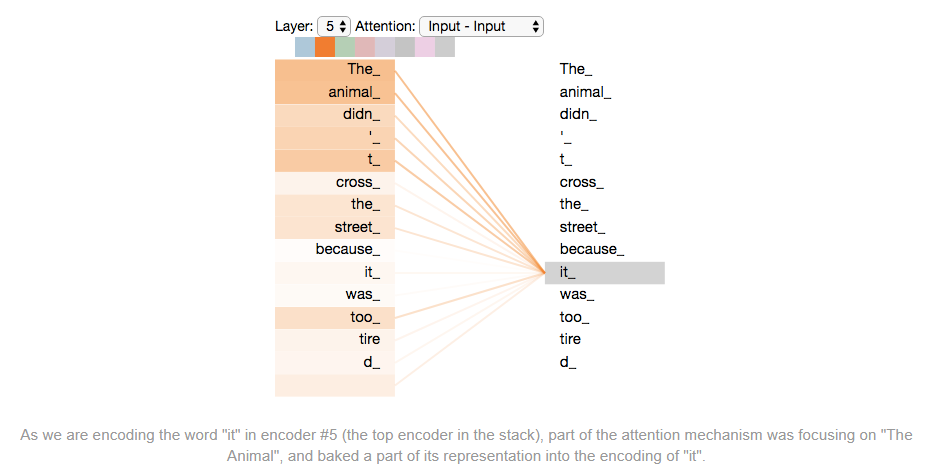 Layer: 5 Attention: Input - Input
The_ The_
animal_ animal_
didn_ didn_
'_ '_
t_ t_
cross_ cross_
the_ the_
street_ street_
because_ because_
it_ it_
was_ was_
too_ too_
tire tire
d_ d_
As we are encoding the word "it" in encoder #5 (the top encoder in the stack), part of the attention mechanism was focusing on "The
Animal", and baked a part of its representation into the encoding of "it".